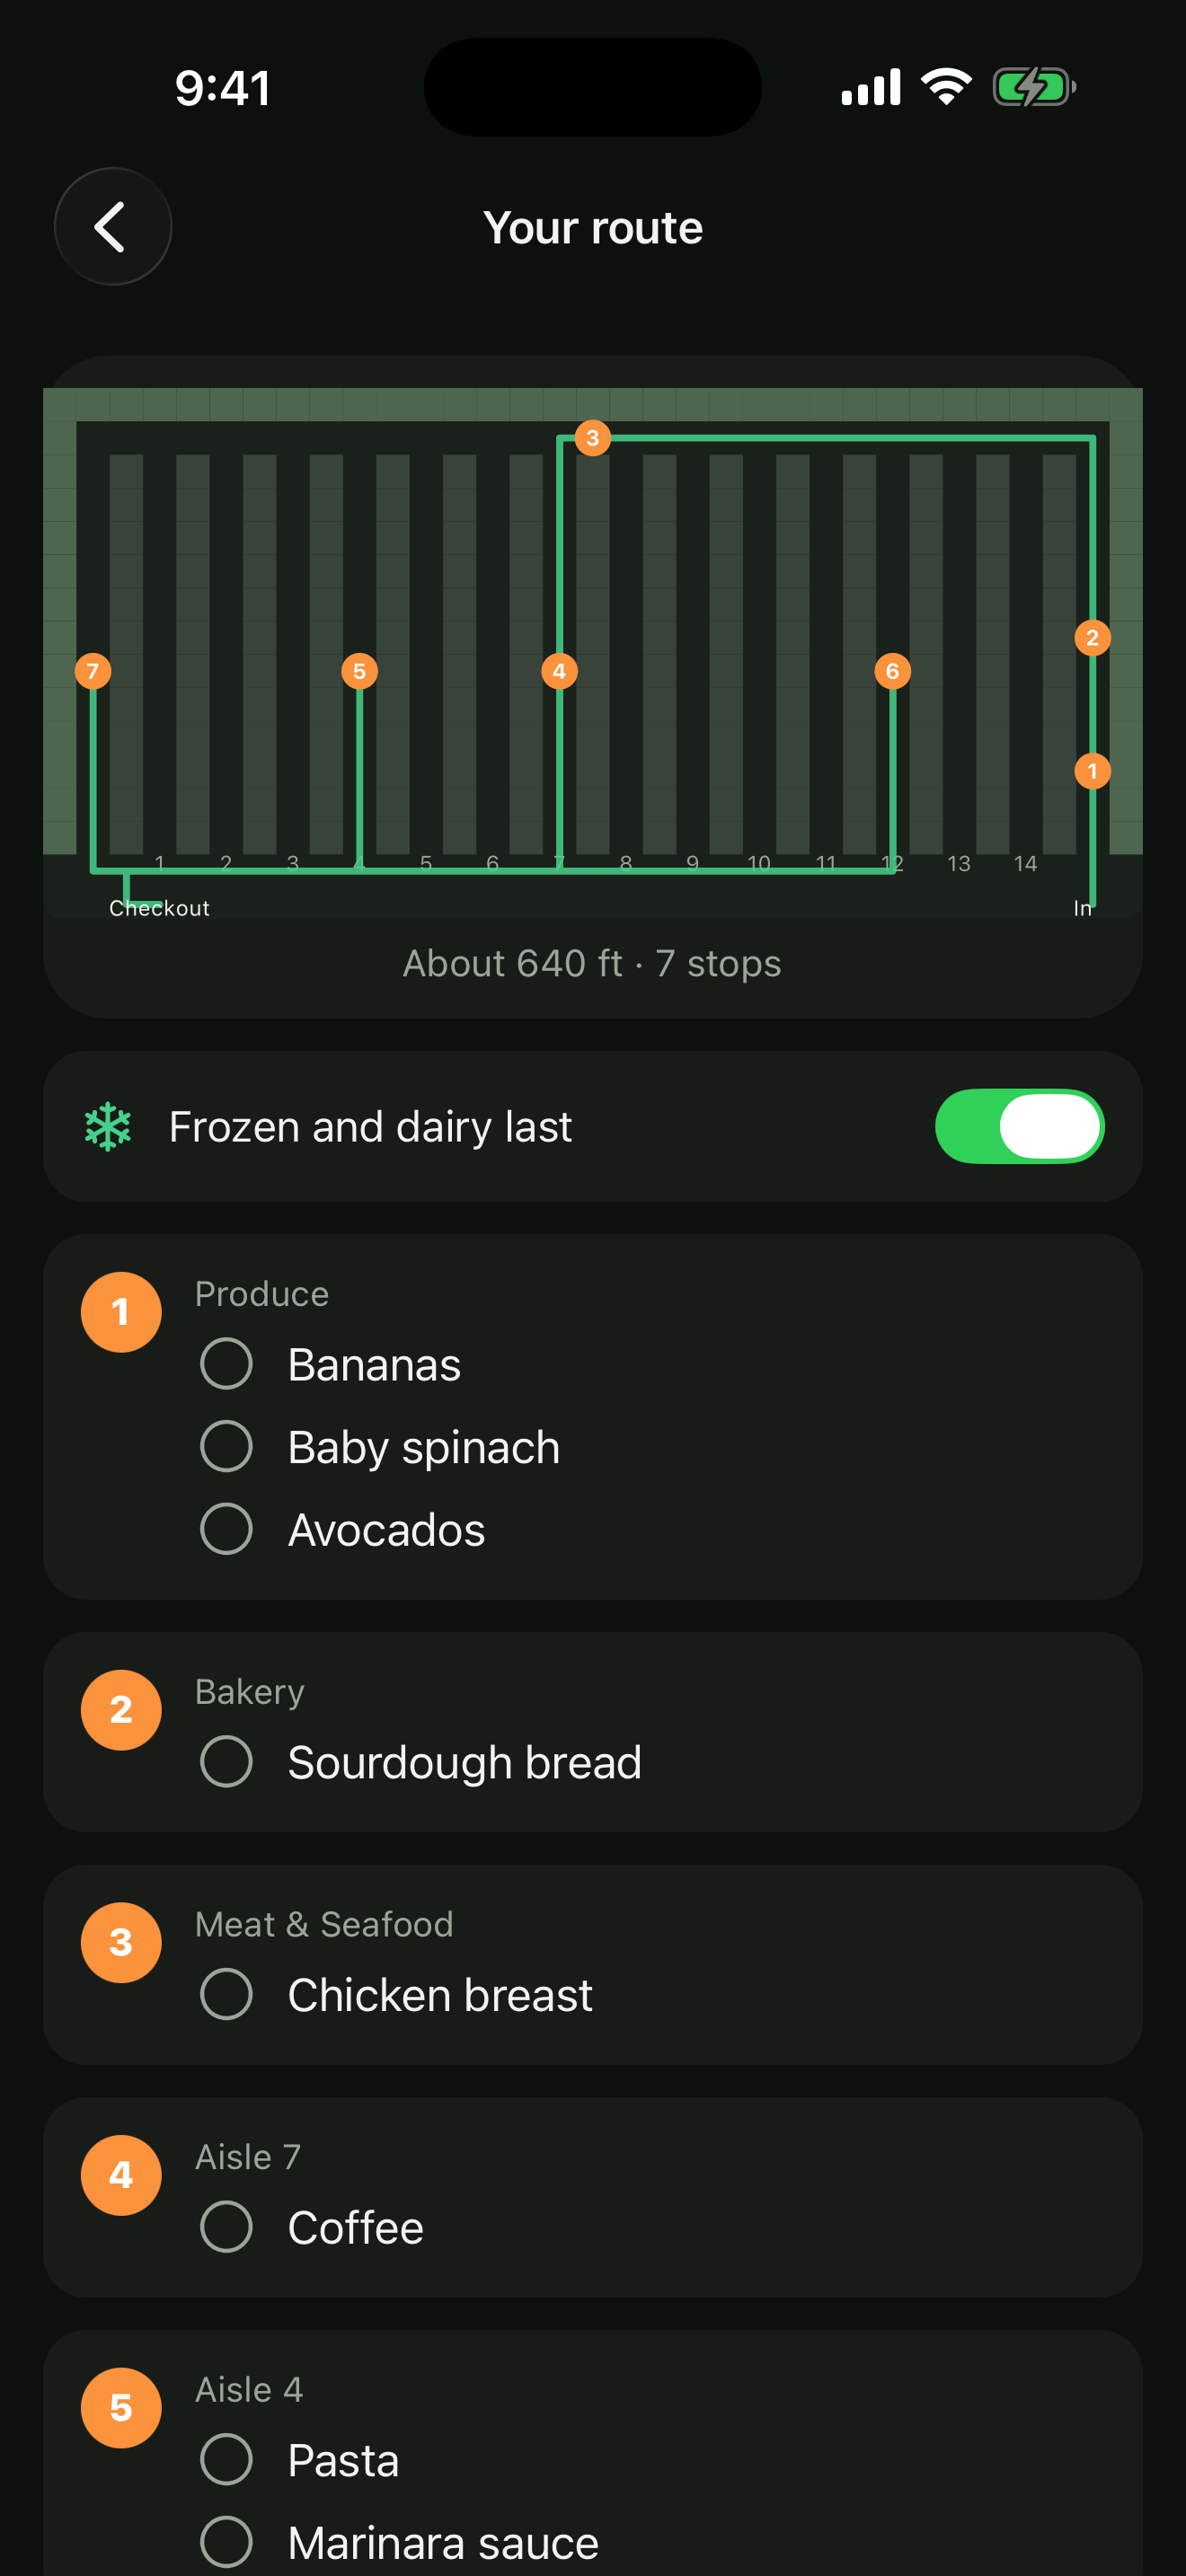 9:41
Your route
3
2
7
5
4
6
1
1 2 3 4 5 6 7 8 9 10 11 12 13 14
Checkout
In
About 640 ft · 7 stops
Frozen and dairy last
1
Produce
Bananas
Baby spinach
Avocados
2
Bakery
Sourdough bread
3
Meat & Seafood
Chicken breast
4
Aisle 7
Coffee
5
Aisle 4
Pasta
Marinara sauce